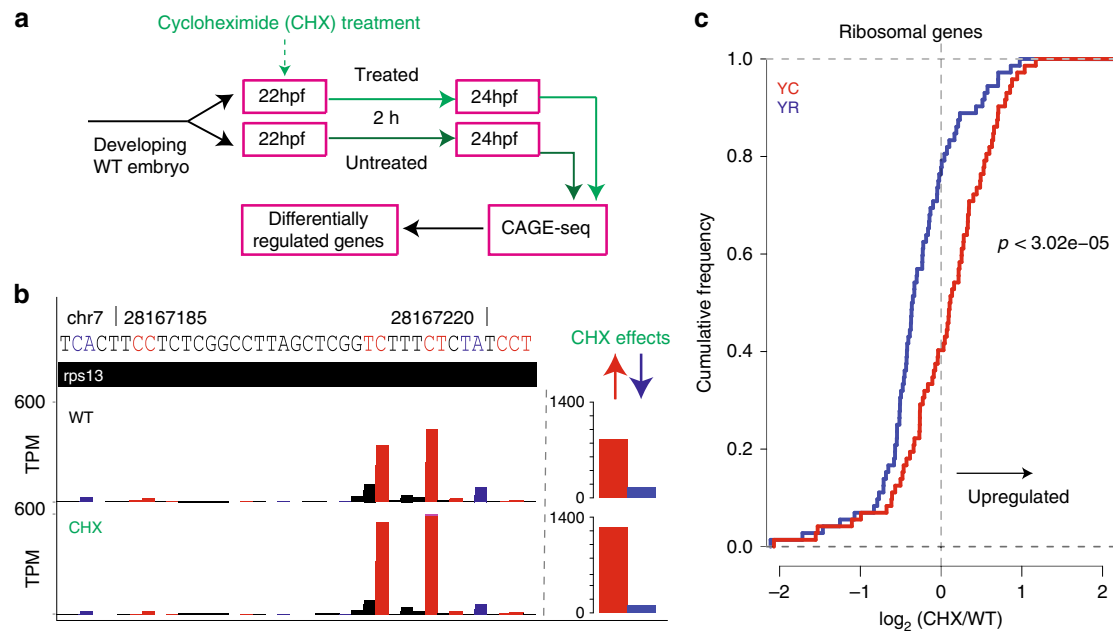 a
Cycloheximide (CHX) treatment
Treated
22hpf
24hpf
2 h
Developing
WT embryo
22hpf
24hpf
Untreated
Differentially
regulated genes
CAGE-seq
b
chr7
28167185
28167220
TCACTTCCTCTCGGCCTTAGCTCGGTCTTTCTCTATCCT
rps13
600
WT
TPM
600
CHX
TPM
CHX effects
1400
0
1400
0
c
Ribosomal genes
YC
YR
1.0
0.8
0.6
0.4
0.2
0.0
Cumulative frequency
p < 3.02e–05
Upregulated
–2
–1
0
1
2
log2 (CHX/WT)